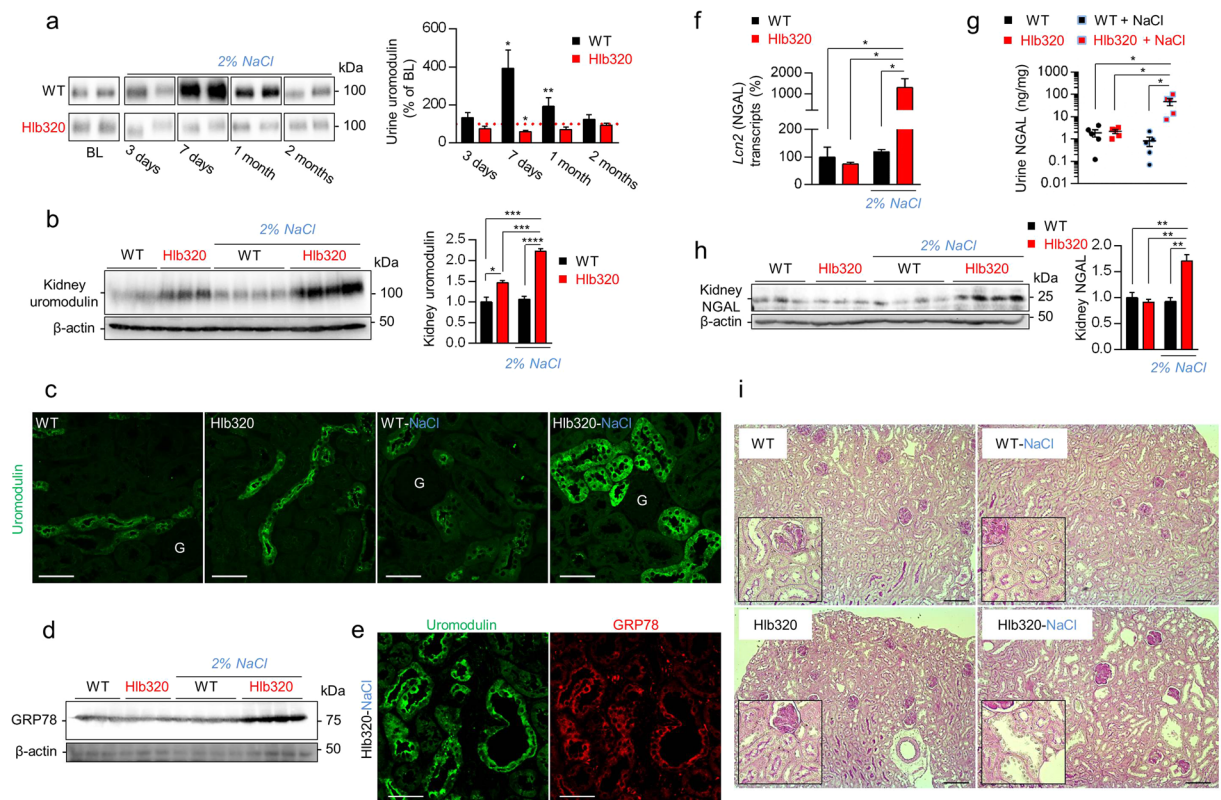 a
2% NaCl
kDa
WT
100
Hlb320
100
BL
3 days
7 days
1 month
2 months
Urine uromodulin
(% of BL)
600
400
200
0
*
*
**
WT
Hlb320
3 days
7 days
1 month
2 months
b
2% NaCl
WT
Hlb320
WT
Hlb320
kDa
Kidney
uromodulin
100
β-actin
50
Kidney uromodulin
2.5
2.0
1.5
1.0
0.5
0.0
***
***
****
*
WT
Hlb320
2% NaCl
c
Uromodulin
WT
G
Hlb320
WT-NaCl
G
Hlb320-NaCl
G
d
2% NaCl
WT
Hlb320
WT
Hlb320
kDa
GRP78
75
β-actin
50
e
Uromodulin
GRP78
Hlb320-NaCl
f
WT
Hlb320
Lcn2 (NGAL)
transcripts (%)
2000
1500
1000
200
100
0
*
*
*
2% NaCl
g
WT
WT + NaCl
Hlb320
Hlb320 + NaCl
Urine NGAL (ng/mg)
1000
100
10
1
0.1
0.01
*
*
*
h
2% NaCl
WT
Hlb320
WT
Hlb320
kDa
Kidney
NGAL
25
β-actin
50
WT
Hlb320
Kidney NGAL
2.0
1.5
1.0
0.5
0.0
**
**
**
2% NaCl
i
WT
WT-NaCl
Hlb320
Hlb320-NaCl